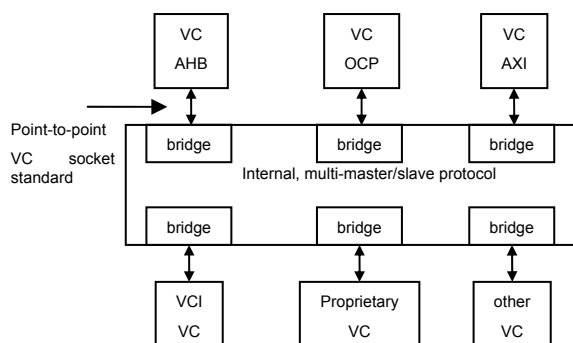 VC
AHB
VC
OCP
VC
AXI
Point-to-point
VC socket
standard
bridge
bridge
bridge
Internal, multi-master/slave protocol
bridge
bridge
bridge
VCI
VC
Proprietary
VC
other
VC